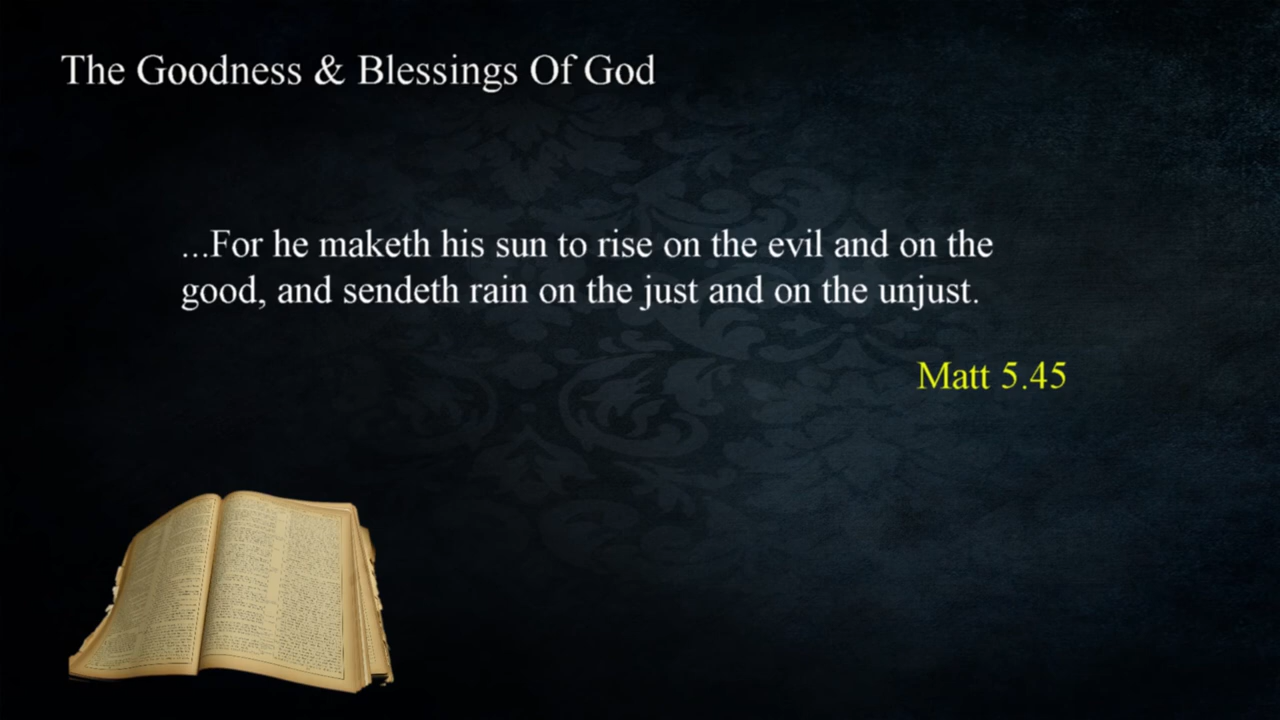 The Goodness & Blessings Of God
...For he maketh his sun to rise on the evil and on the
good, and sendeth rain on the just and on the unjust.
Matt 5.45